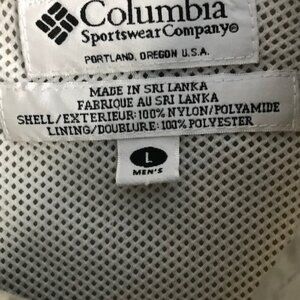 Columbia
Sportswear Company®
PORTLAND, OREGON U.S.A.
MADE IN SRI LANKA
FABRIQUE AU SRI LANKA
SHELL/EXTERIEUR:100% NYLON/POLYAMIDE
LINING/DOUBLURE:100% POLYESTER
L
MEN'S